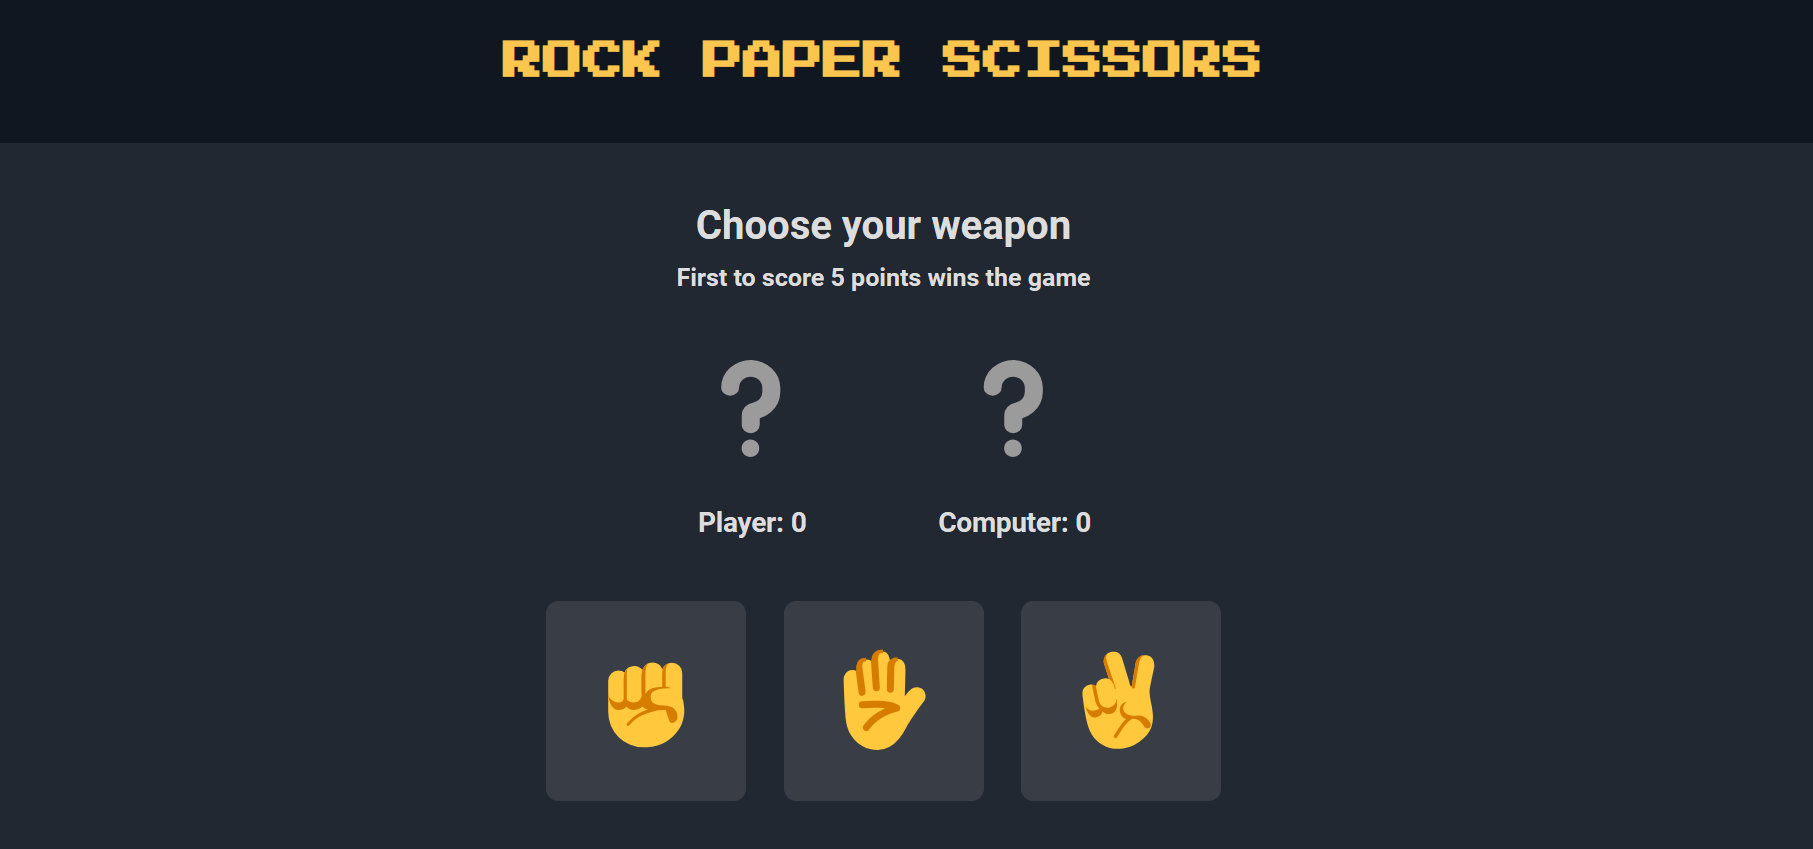 ROCK PAPER SCISSORS
Choose your weapon
First to score 5 points wins the game
? ?
Player: 0 Computer: 0